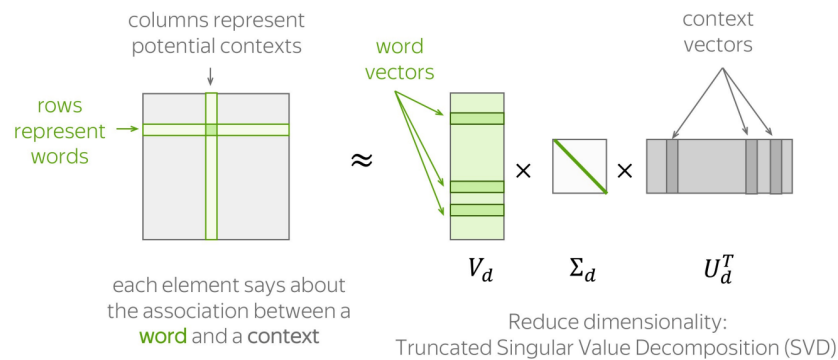 columns represent
potential contexts
rows
represent
words
each element says about
the association between a
word and a context
≈
word
vectors
×
×
context
vectors
V_d
Σ_d
U_d^T
Reduce dimensionality:
Truncated Singular Value Decomposition (SVD)